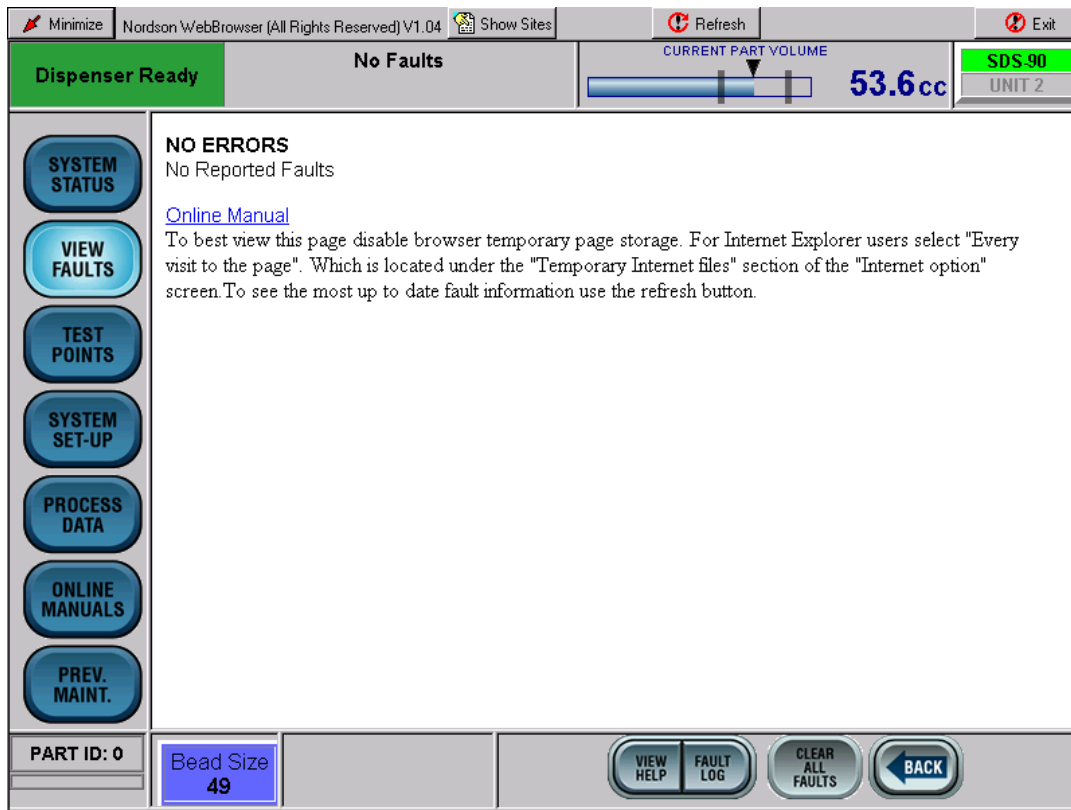 Minimize
Nordson WebBrowser (All Rights Reserved) V1.04
Show Sites
Refresh
Exit
Dispenser Ready
No Faults
CURRENT PART VOLUME
53.6cc
SDS-90
UNIT 2
SYSTEM
STATUS
VIEW
FAULTS
TEST
POINTS
SYSTEM
SET-UP
PROCESS
DATA
ONLINE
MANUALS
PREV.
MAINT.
NO ERRORS
No Reported Faults
Online Manual
To best view this page disable browser temporary page storage. For Internet Explorer users select "Every
visit to the page". Which is located under the "Temporary Internet files" section of the "Internet option"
screen.To see the most up to date fault information use the refresh button.
PART ID: 0
Bead Size
49
VIEW
HELP
FAULT
LOG
CLEAR
ALL
FAULTS
BACK